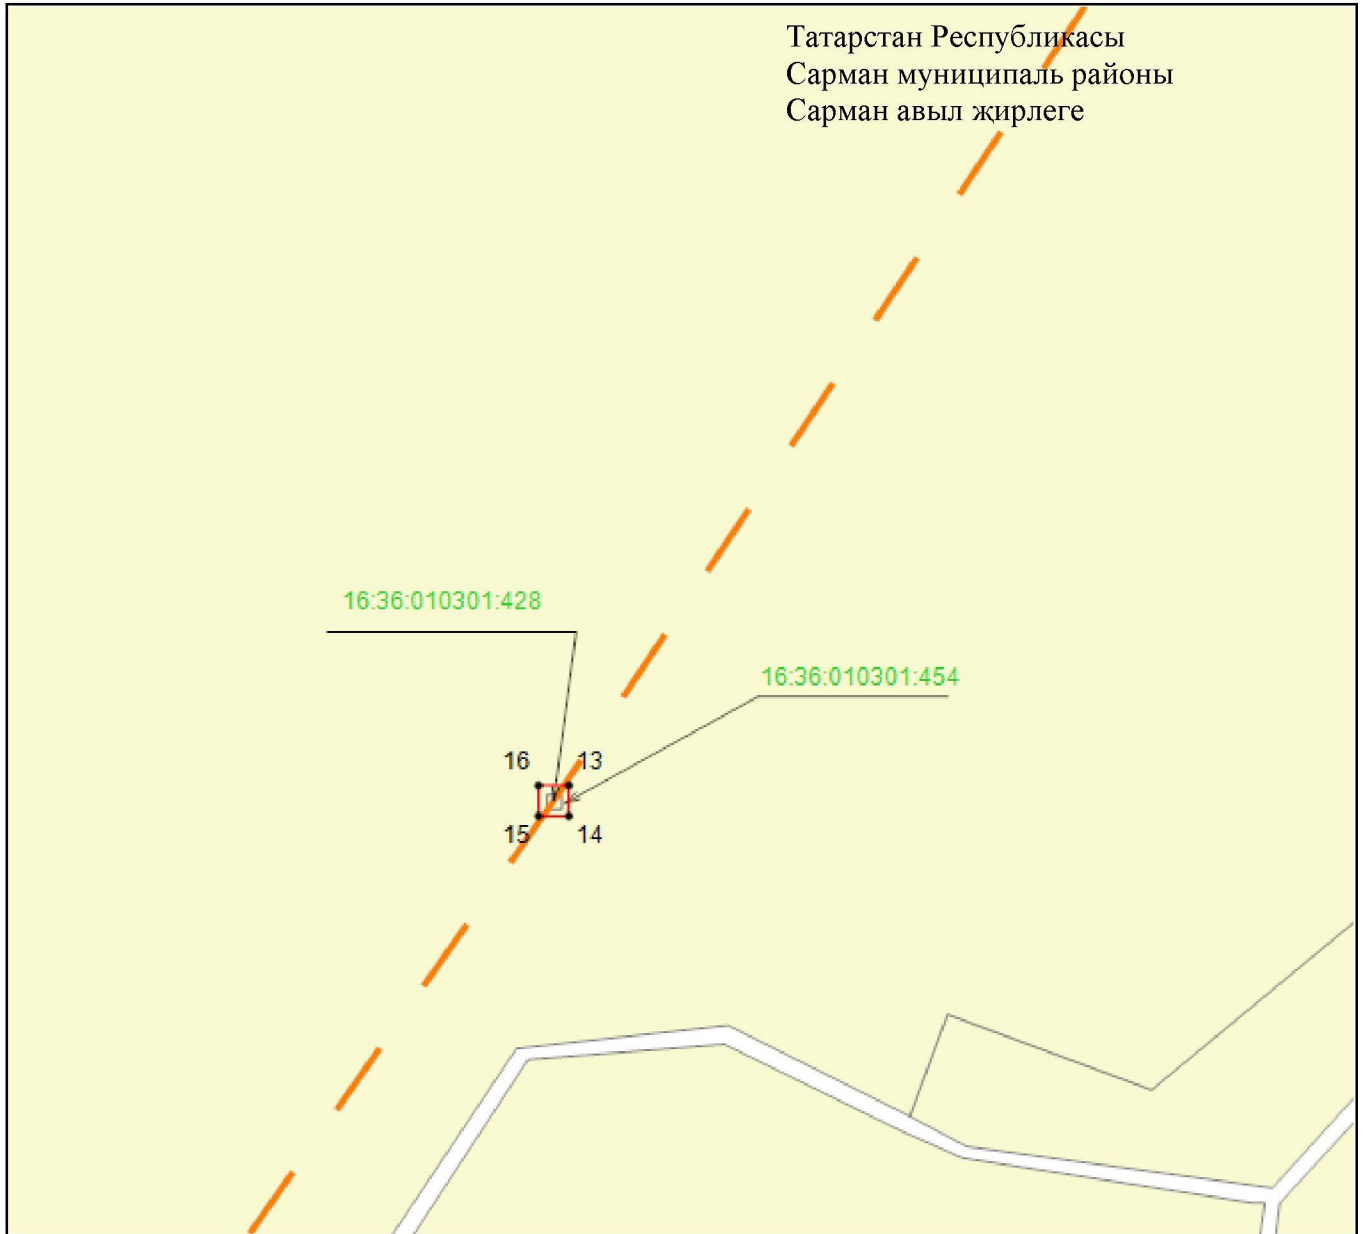 Татарстан Республикасы
Сарман муниципаль районы
Сарман авыл җирлеге
16:36:010301:428
16:36:010301:454
16 13
15 14